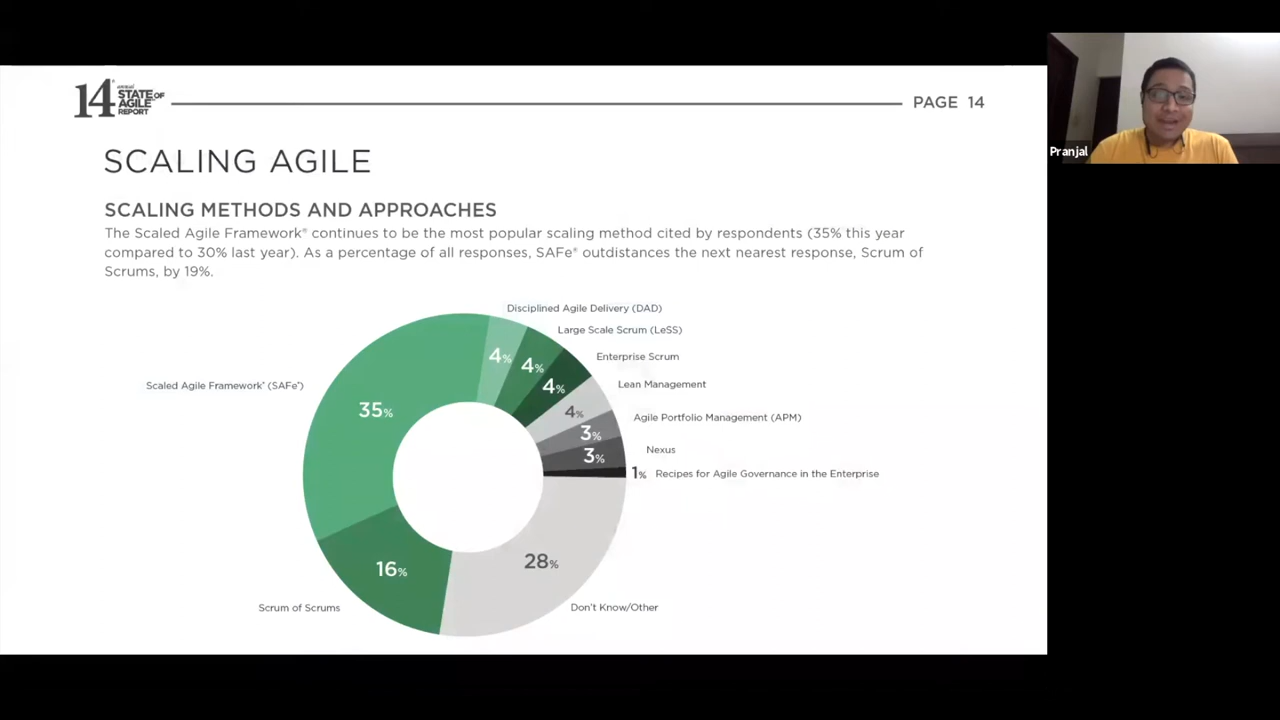 14th annual
STATE OF
AGILE
REPORT
PAGE 14
Pranjal
SCALING AGILE
SCALING METHODS AND APPROACHES
The Scaled Agile Framework® continues to be the most popular scaling method cited by respondents (35% this year
compared to 30% last year). As a percentage of all responses, SAFe® outdistances the next nearest response, Scrum of
Scrums, by 19%.
Disciplined Agile Delivery (DAD)
Large Scale Scrum (LeSS)
Enterprise Scrum
Lean Management
Agile Portfolio Management (APM)
Nexus
Recipes for Agile Governance in the Enterprise
Scaled Agile Framework® (SAFe®)
4%
4%
4%
4%
3%
3%
1%
35%
16%
28%
Scrum of Scrums
Don't Know/Other